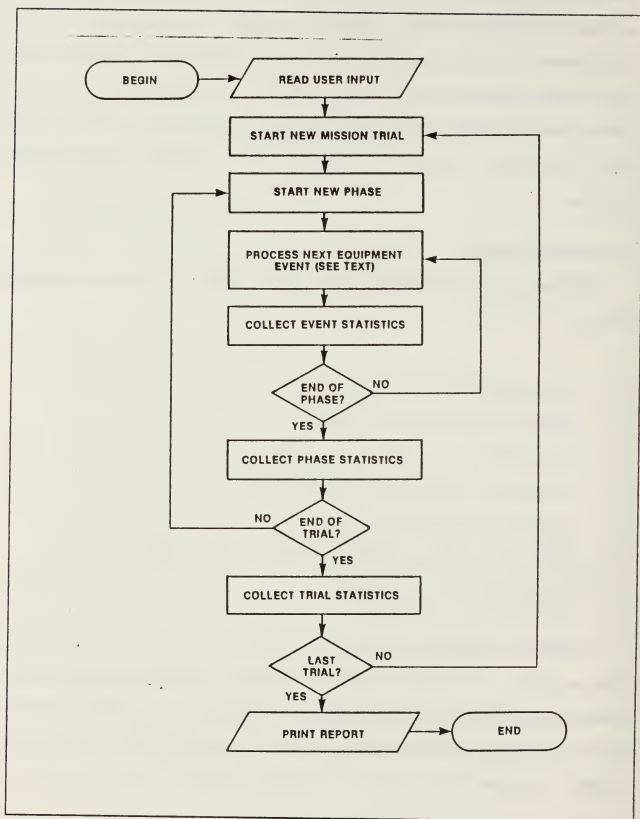 BEGIN
READ USER INPUT
START NEW MISSION TRIAL
START NEW PHASE
PROCESS NEXT EQUIPMENT
EVENT (SEE TEXT)
COLLECT EVENT STATISTICS
END OF
PHASE?
NO
YES
COLLECT PHASE STATISTICS
NO
END OF
TRIAL?
YES
COLLECT TRIAL STATISTICS
LAST
TRIAL?
NO
YES
PRINT REPORT
END